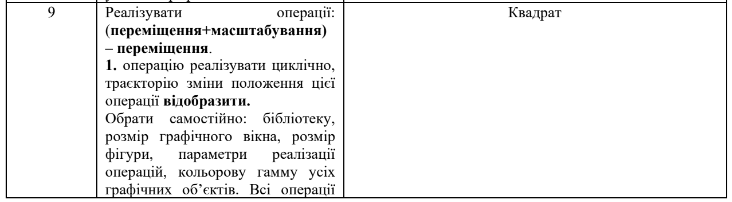 9
Реалізувати операції:
(переміщення+масштабування)
– переміщення.
1. операцію реалізувати циклічно,
траєкторію зміни положення цієї
операції відобразити.
Обрати самостійно: бібліотеку,
розмір графічного вікна, розмір
фігури, параметри реалізації
операцій, кольорову гамму усіх
графічних об’єктів. Всі операції
Квадрат